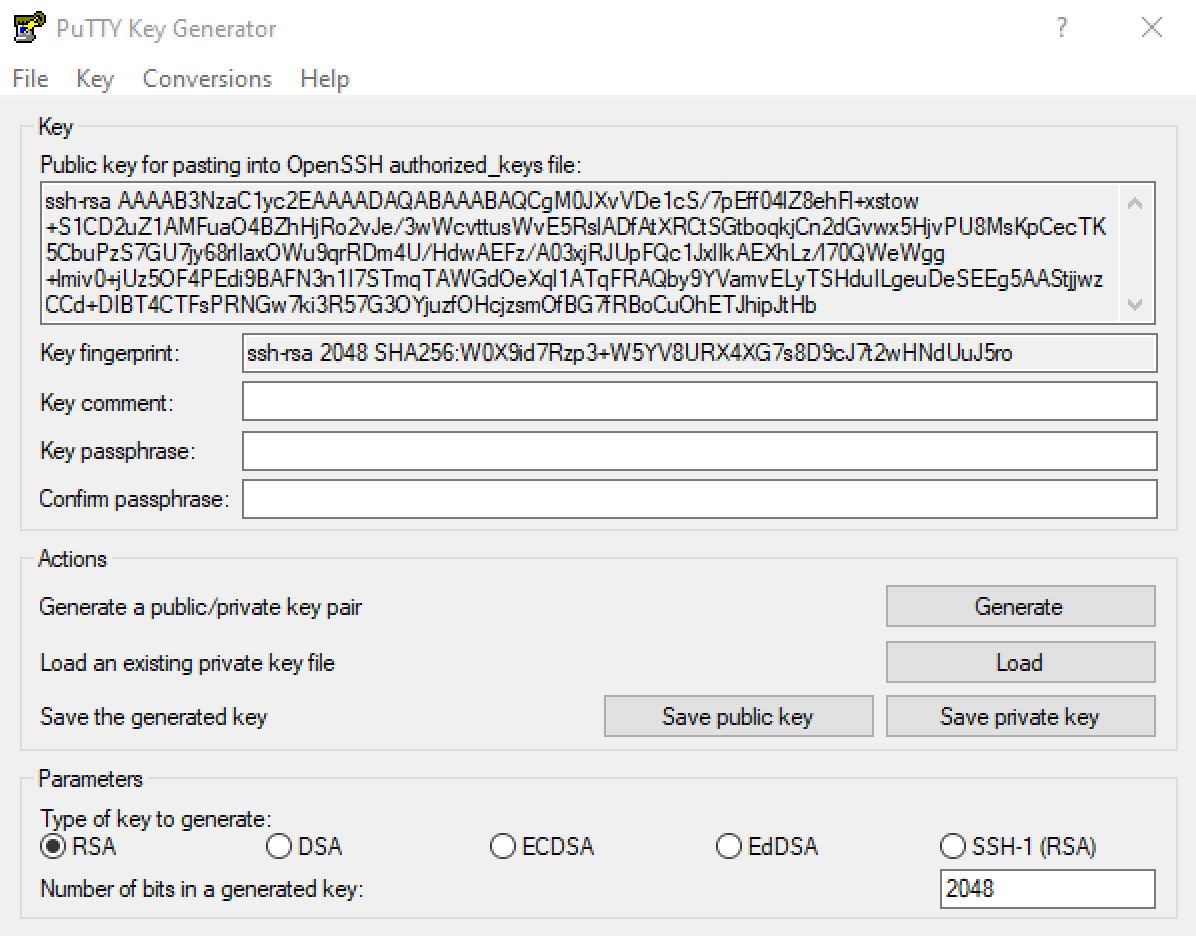 PuTTY Key Generator
?
File Key Conversions Help
Key
Public key for pasting into OpenSSH authorized_keys file:
ssh-rsa AAAAB3NzaC1yc2EAAAADAQABAAABAQCgM0JXvVDe1cS/7pEff04lZ8ehFl+xstow
+S1CD2uZ1AMFuaO4BZhHjRo2vJe/3wWcvttusWvE5RslADfAtXRCtSGtboqkjCn2dGvwx5HjvPU8MsKpCecTK
5CbuPzS7GU7jy68rllaxOWu9qrRDm4U/HdwAEFz/A03xjRJUpFQc1JxllkAEXhLz/l70QWeWgg
+lmiv0+jUz5OF4PEdi9BAFN3n1l7STmqTAWGdOeXql1ATqFRAQby9YVamvELyTSHduILgeuDeSEEg5AAStjjwz
CCd+DIBT4CTFsPRNGw7ki3R57G3OYjuzfOHcjzsmOfBG7fRBoCuOhETJhipJtHb
Key fingerprint:
ssh-rsa 2048 SHA256:W0X9id7Rzp3+W5YV8URX4XG7s8D9cJ7t2wHNdUuJ5ro
Key comment:
Key passphrase:
Confirm passphrase:
Actions
Generate a public/private key pair
Generate
Load an existing private key file
Load
Save the generated key
Save public key
Save private key
Parameters
Type of key to generate:
RSA DSA ECDSA EdDSA SSH-1 (RSA)
Number of bits in a generated key:
2048